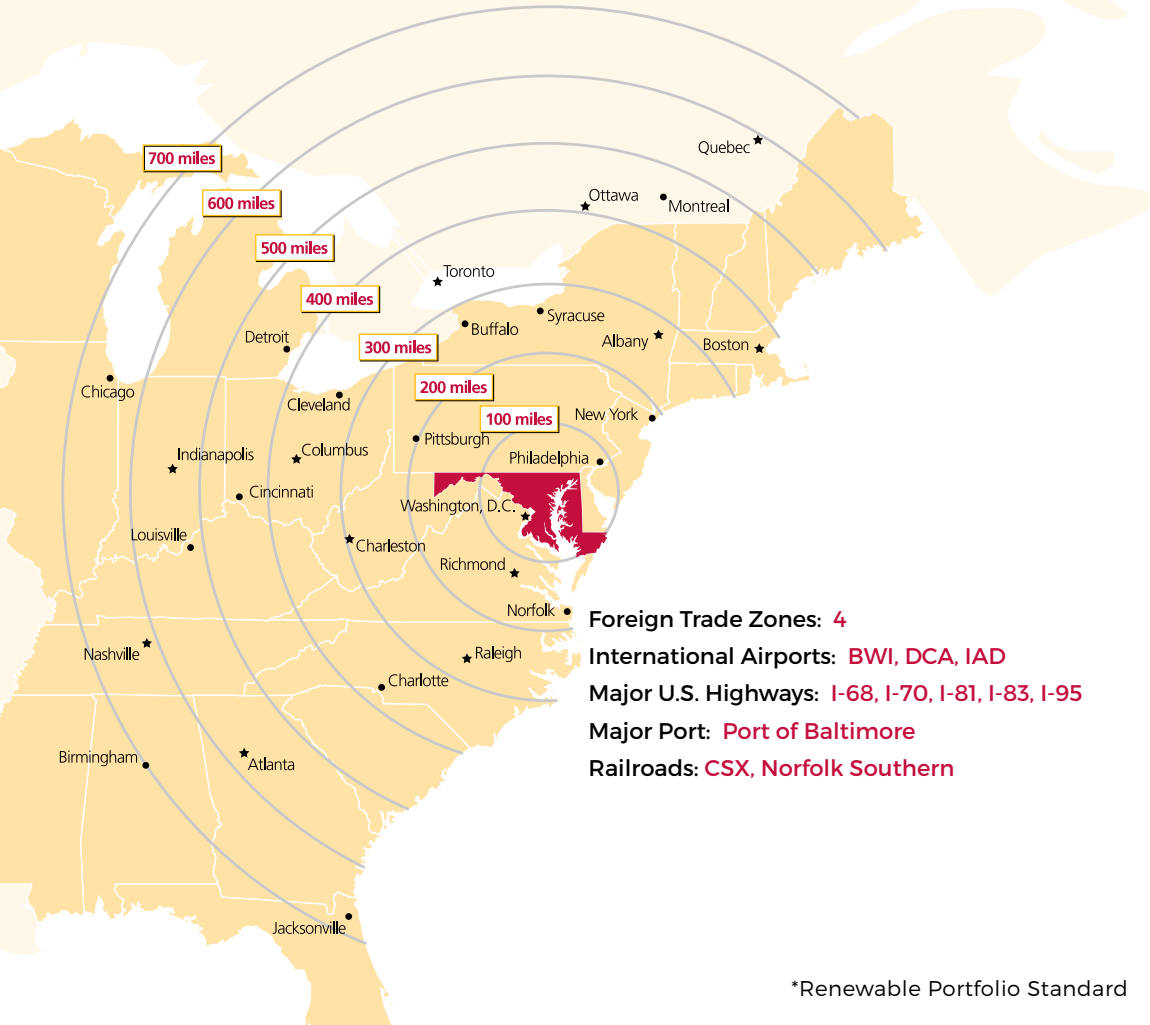 Quebec
700 miles
Ottawa
Montreal
600 miles
500 miles
Toronto
400 miles
Syracuse
Buffalo
Detroit
Albany
Boston
300 miles
200 miles
Chicago
Cleveland
100 miles
New York
Pittsburgh
Columbus
Indianapolis
Philadelphia
Cincinnati
Washington, D.C.
Louisville
Charleston
Richmond
Norfolk
Nashville
Raleigh
Charlotte
Birmingham
Atlanta
Jacksonville
Foreign Trade Zones: 4
International Airports: BWI, DCA, IAD
Major U.S. Highways: I-68, I-70, I-81, I-83, I-95
Major Port: Port of Baltimore
Railroads: CSX, Norfolk Southern
*Renewable Portfolio Standard